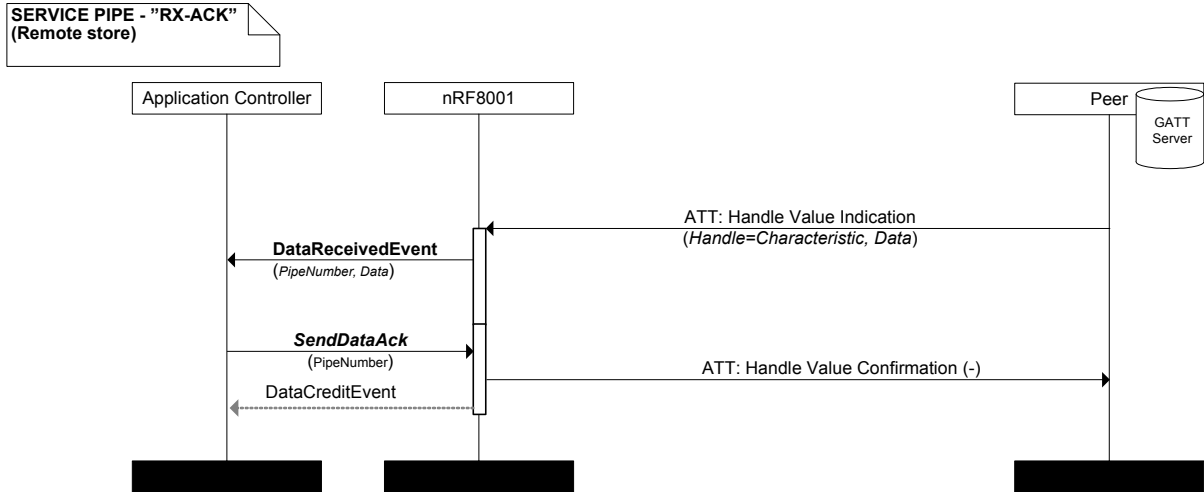 SERVICE PIPE - ”RX-ACK”
(Remote store)
Application Controller
nRF8001
Peer
GATT
Server
ATT: Handle Value Indication
(Handle=Characteristic, Data)
DataReceivedEvent
(PipeNumber, Data)
SendDataAck
(PipeNumber)
ATT: Handle Value Confirmation (-)
DataCreditEvent